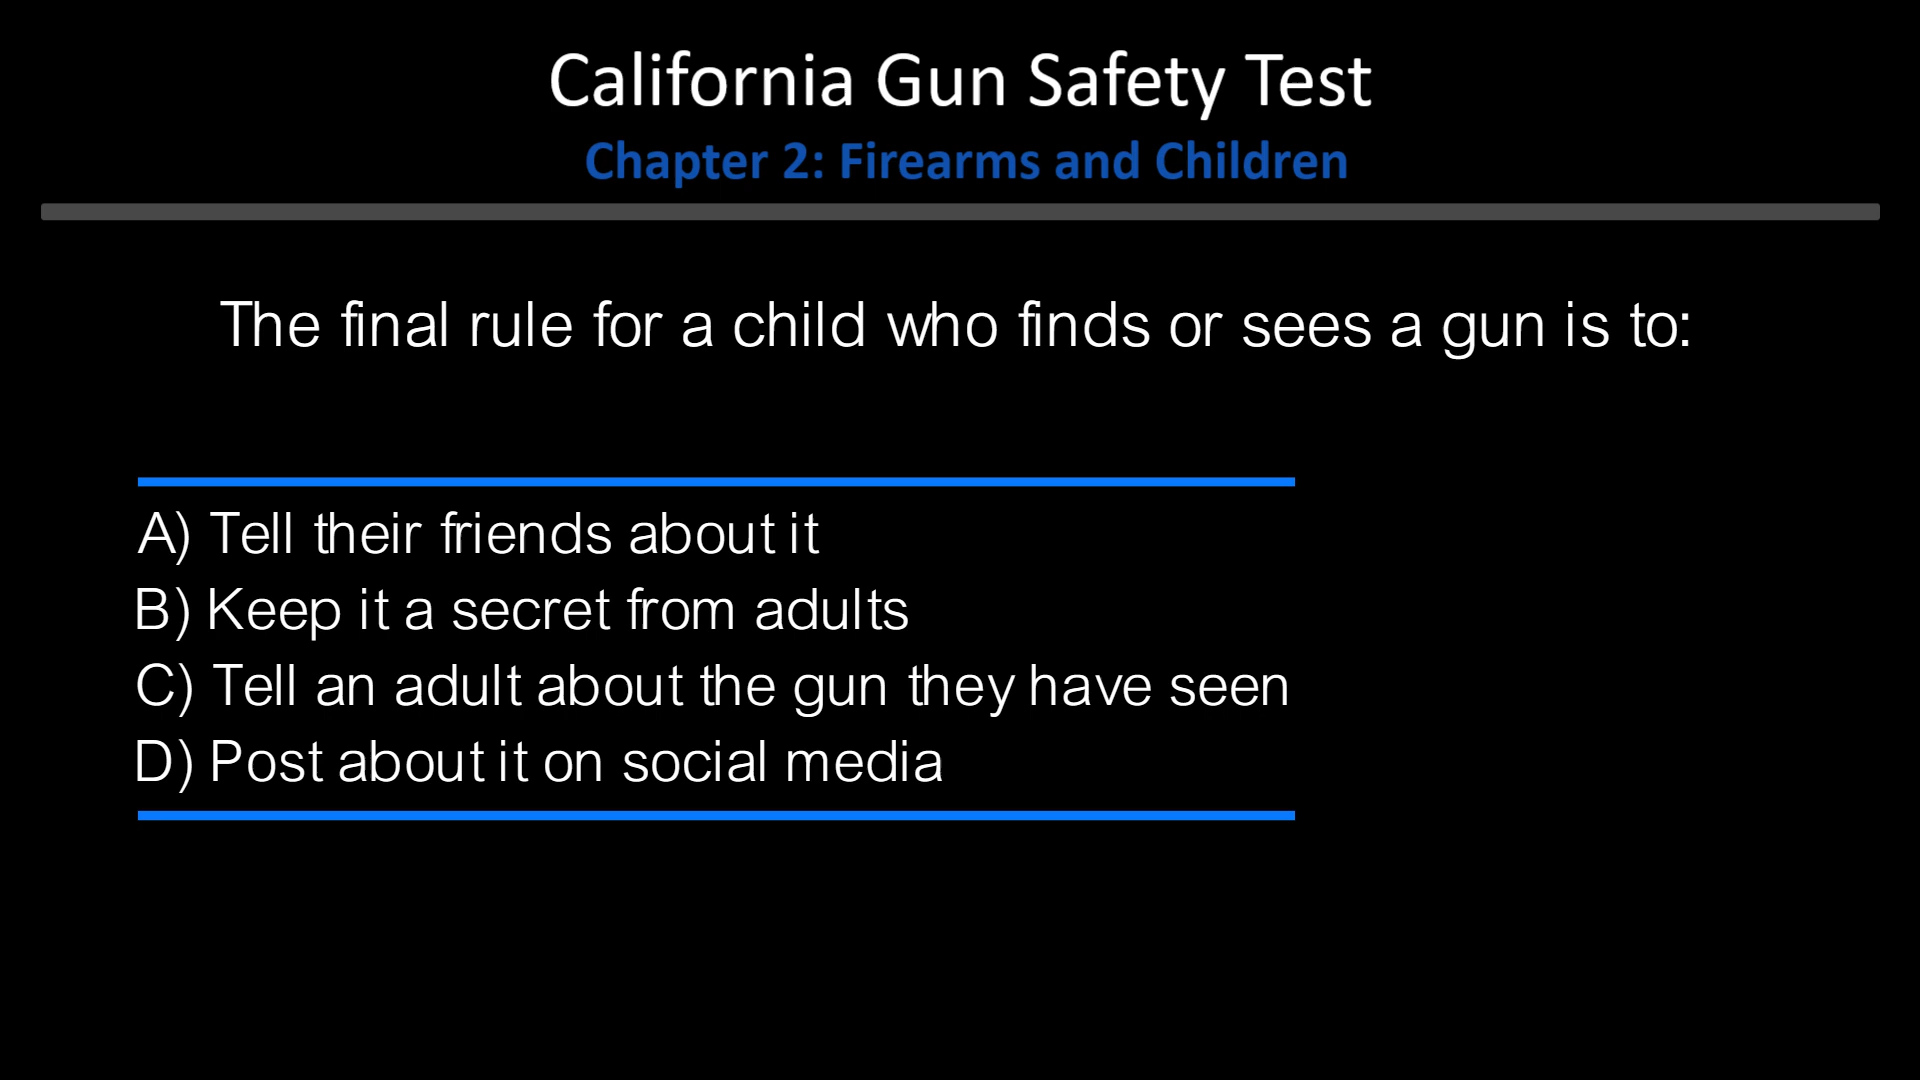 California Gun Safety Test
Chapter 2: Firearms and Children
The final rule for a child who finds or sees a gun is to:
A) Tell their friends about it
B) Keep it a secret from adults
C) Tell an adult about the gun they have seen
D) Post about it on social media